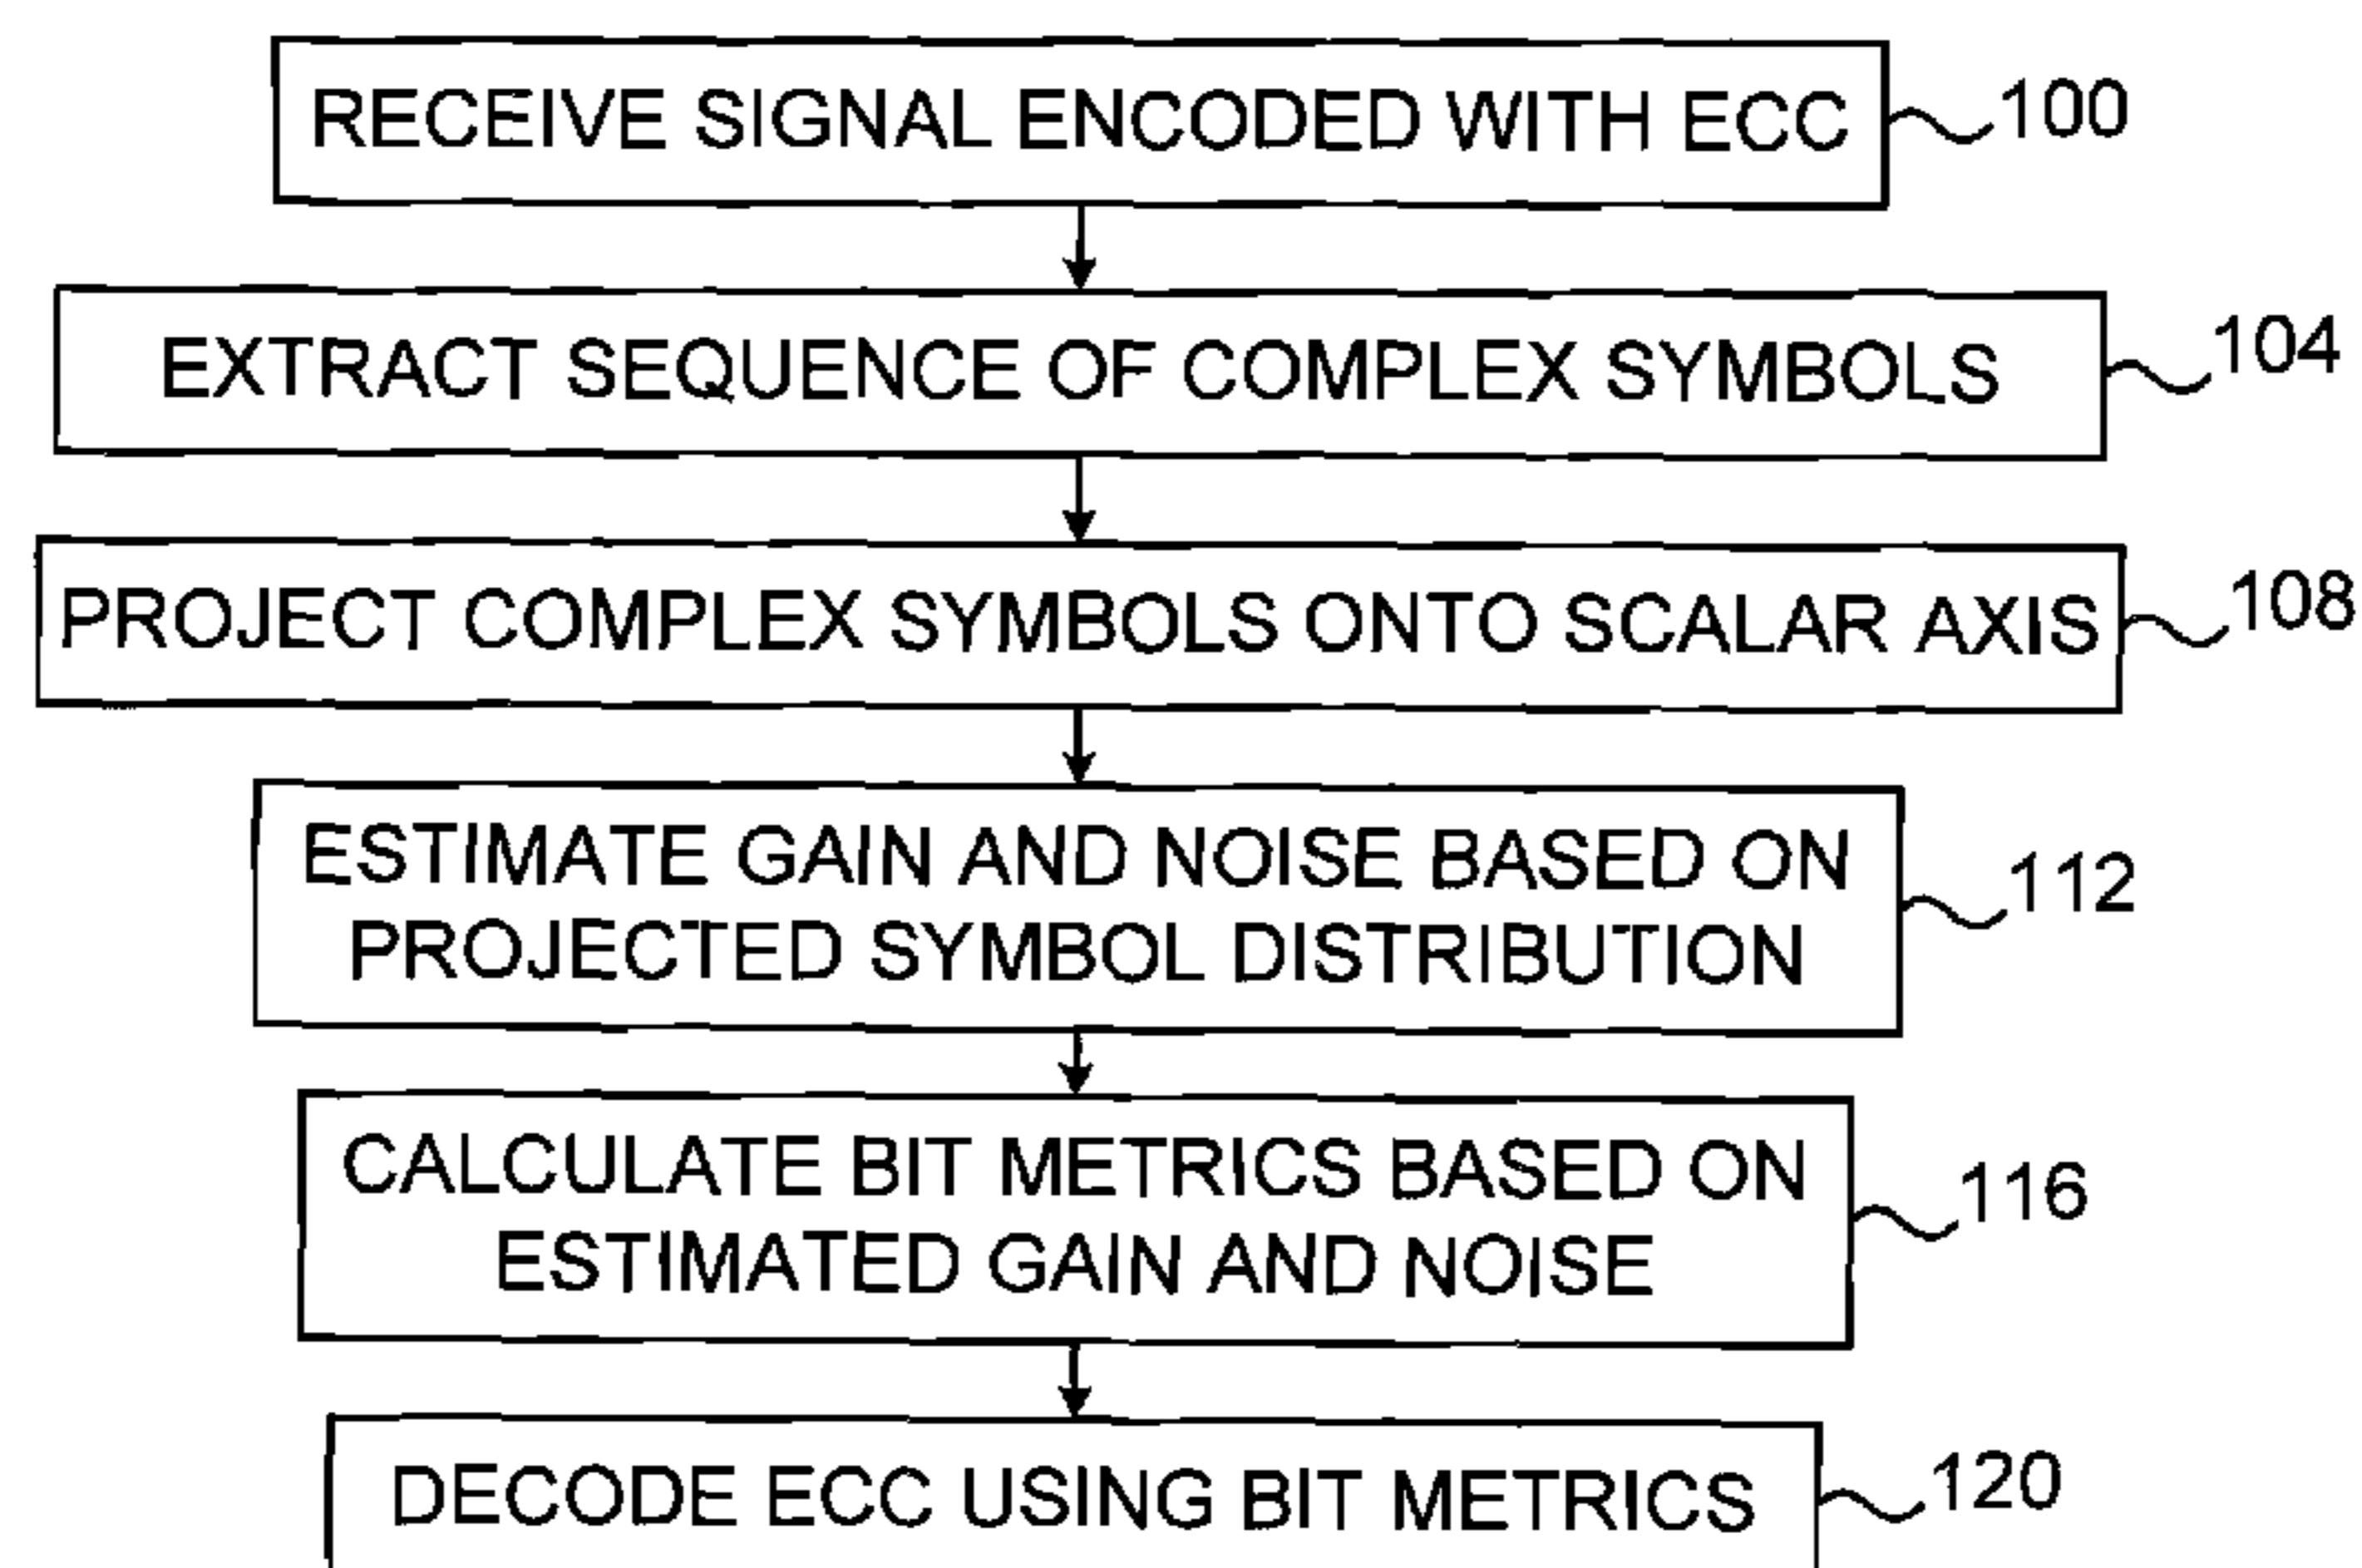 RECEIVE SIGNAL ENCODED WITH ECC
100
EXTRACT SEQUENCE OF COMPLEX SYMBOLS
104
PROJECT COMPLEX SYMBOLS ONTO SCALAR AXIS
108
ESTIMATE GAIN AND NOISE BASED ON
PROJECTED SYMBOL DISTRIBUTION
112
CALCULATE BIT METRICS BASED ON
ESTIMATED GAIN AND NOISE
116
DECODE ECC USING BIT METRICS
120